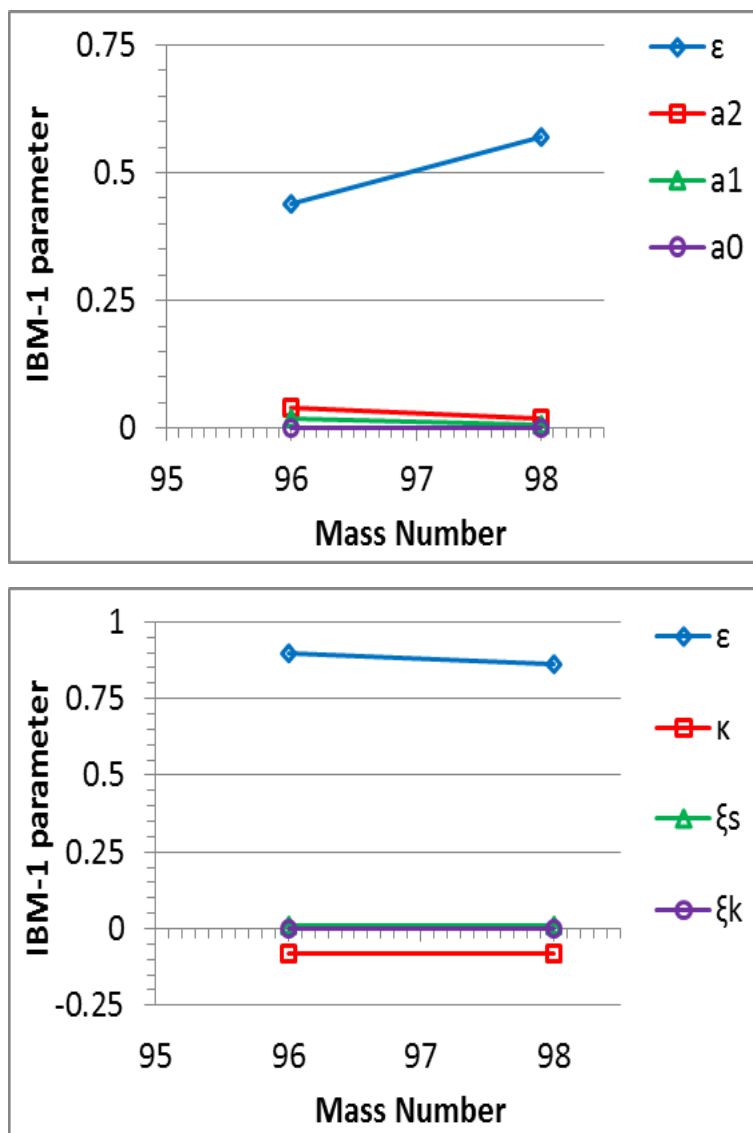 0.75
0.5
0.25
0
IBM-1 parameter
95 96 97 98
Mass Number
ε
a2
a1
a0
1
0.75
0.5
0.25
0
-0.25
IBM-1 parameter
95 96 97 98
Mass Number
ε
κ
ξs
ξk